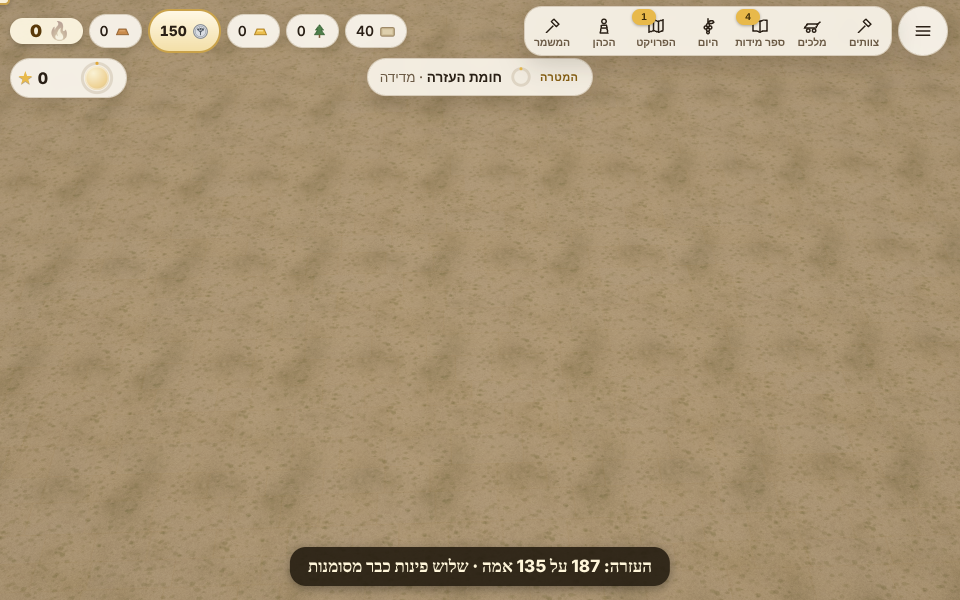 צוותים
מלכים
4
ספר מידות
היום
1
הפרויקט
הכהן
המשמר
40
0
0
150
0
0
המטרה
חומת העזרה · מדידה
0
העזרה: 187 על 135 אמה · שלוש פינות כבר מסומנות